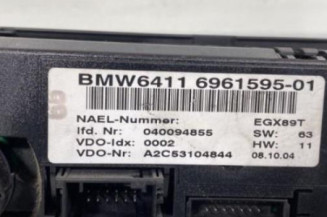 BMW6411 6961595-01
NAEL-Nummer: EGX89T
lfd. Nr: 040094855 SW: 63
VDO-Idx: 0002 HW: 11
VDO-Nr: A2C53104844 08.10.04